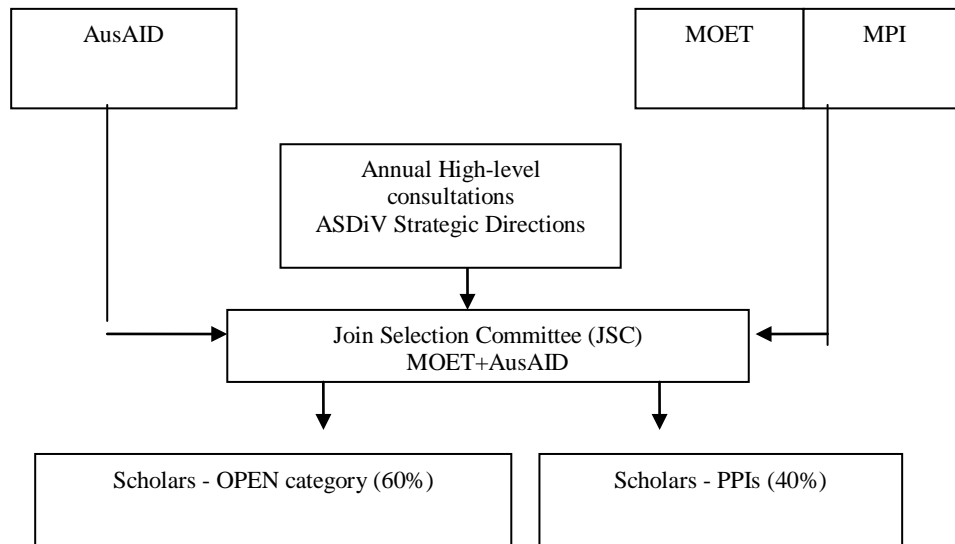 AusAID
MOET
MPI
Annual High-level
consultations
ASDiV Strategic Directions
Join Selection Committee (JSC)
MOET+AusAID
Scholars - OPEN category (60%)
Scholars - PPIs (40%)